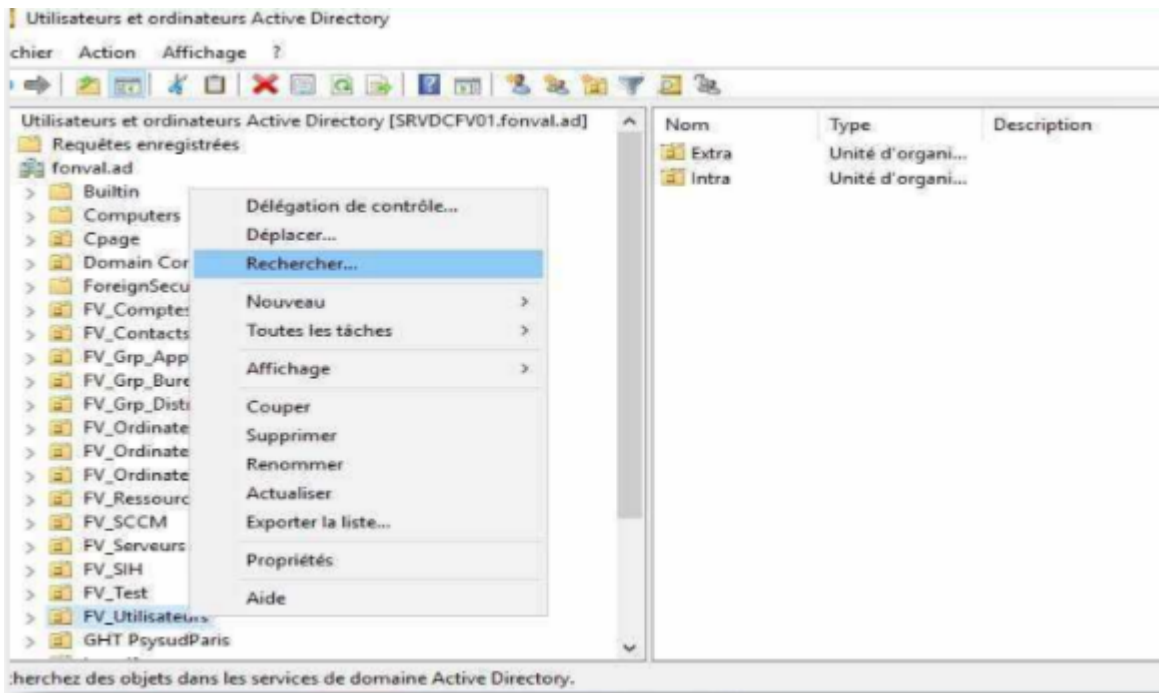 Utilisateurs et ordinateurs Active Directory
chier Action Affichage ?
Utilisateurs et ordinateurs Active Directory [SRVDCFV01.fonval.ad]
Requêtes enregistrées
fonval.ad
Builtin
Computers
Cpage
Domain Cor
ForeignSecu
FV_Comptes
FV_Contacts
FV_Grp_App
FV_Grp_Bure
FV_Grp_Distr
FV_Ordinate
FV_Ordinate
FV_Ordinate
FV_Ressourc
FV_SCCM
FV_Serveurs
FV_SIH
FV_Test
FV_Utilisateurs
GHT PsysudParis
Délégation de contrôle...
Déplacer...
Rechercher...
Nouveau
Toutes les tâches
Affichage
Couper
Supprimer
Renommer
Actualiser
Exporter la liste...
Propriétés
Aide
Nom Type Description
Extra Unité d'organi...
Intra Unité d'organi...
herchez des objets dans les services de domaine Active Directory.